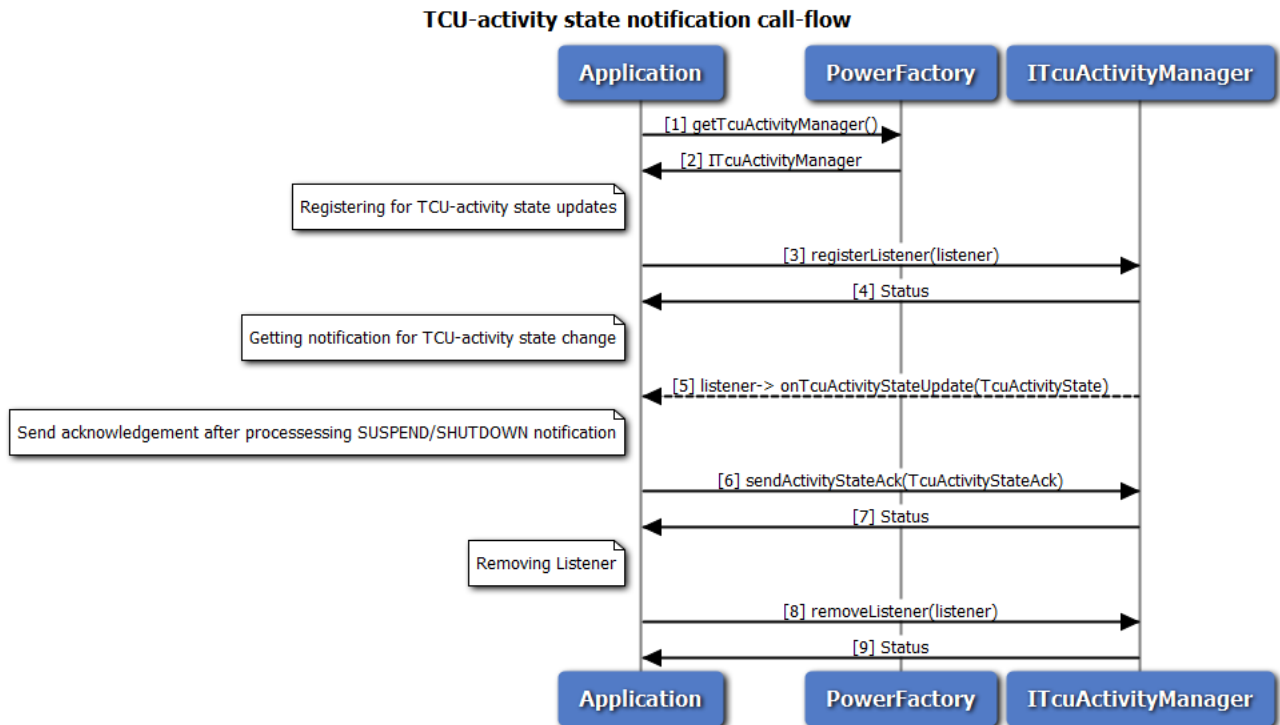 TCU-activity state notification call-flow
Application
PowerFactory
ITcuActivityManager
[1] getTcuActivityManager()
[2] ITcuActivityManager
Registering for TCU-activity state updates
[3] registerListener(listener)
[4] Status
Getting notification for TCU-activity state change
[5] listener-> onTcuActivityStateUpdate(TcuActivityState)
Send acknowledgement after processessing SUSPEND/SHUTDOWN notification
[6] sendActivityStateAck(TcuActivityStateAck)
[7] Status
Removing Listener
[8] removeListener(listener)
[9] Status
Application
PowerFactory
ITcuActivityManager